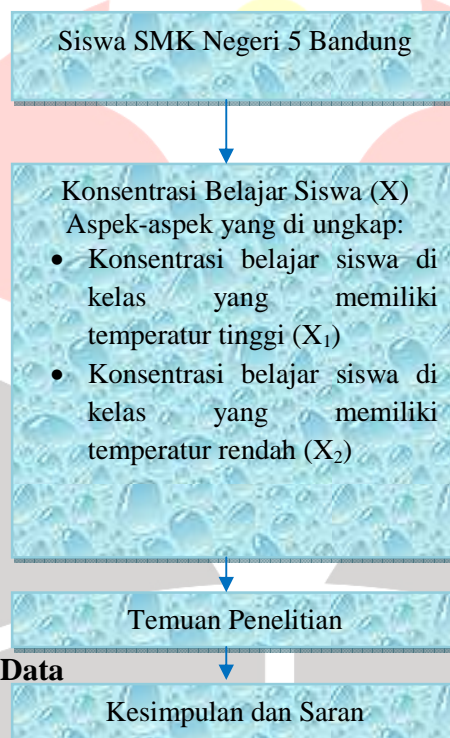 Siswa SMK Negeri 5 Bandung
Konsentrasi Belajar Siswa (X)
Aspek-aspek yang di ungkap:
• Konsentrasi belajar siswa di
kelas yang memiliki
temperatur tinggi (X₁)
• Konsentrasi belajar siswa di
kelas yang memiliki
temperatur rendah (X₂)
Temuan Penelitian
Data
Kesimpulan dan Saran